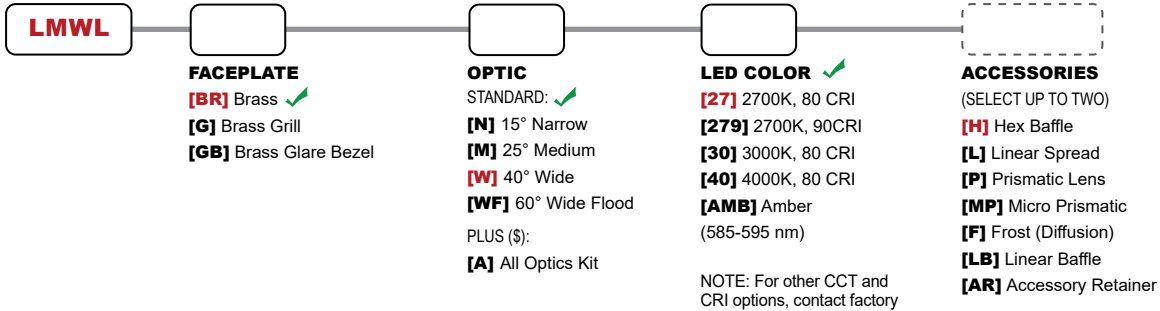 LMWL
FACEPLATE
[BR] Brass
[G] Brass Grill
[GB] Brass Glare Bezel
OPTIC
STANDARD:
[N] 15° Narrow
[M] 25° Medium
[W] 40° Wide
[WF] 60° Wide Flood
PLUS ($):
[A] All Optics Kit
LED COLOR
[27] 2700K, 80 CRI
[279] 2700K, 90CRI
[30] 3000K, 80 CRI
[40] 4000K, 80 CRI
[AMB] Amber
(585-595 nm)
NOTE: For other CCT and
CRI options, contact factory
ACCESSORIES
(SELECT UP TO TWO)
[H] Hex Baffle
[L] Linear Spread
[P] Prismatic Lens
[MP] Micro Prismatic
[F] Frost (Diffusion)
[LB] Linear Baffle
[AR] Accessory Retainer